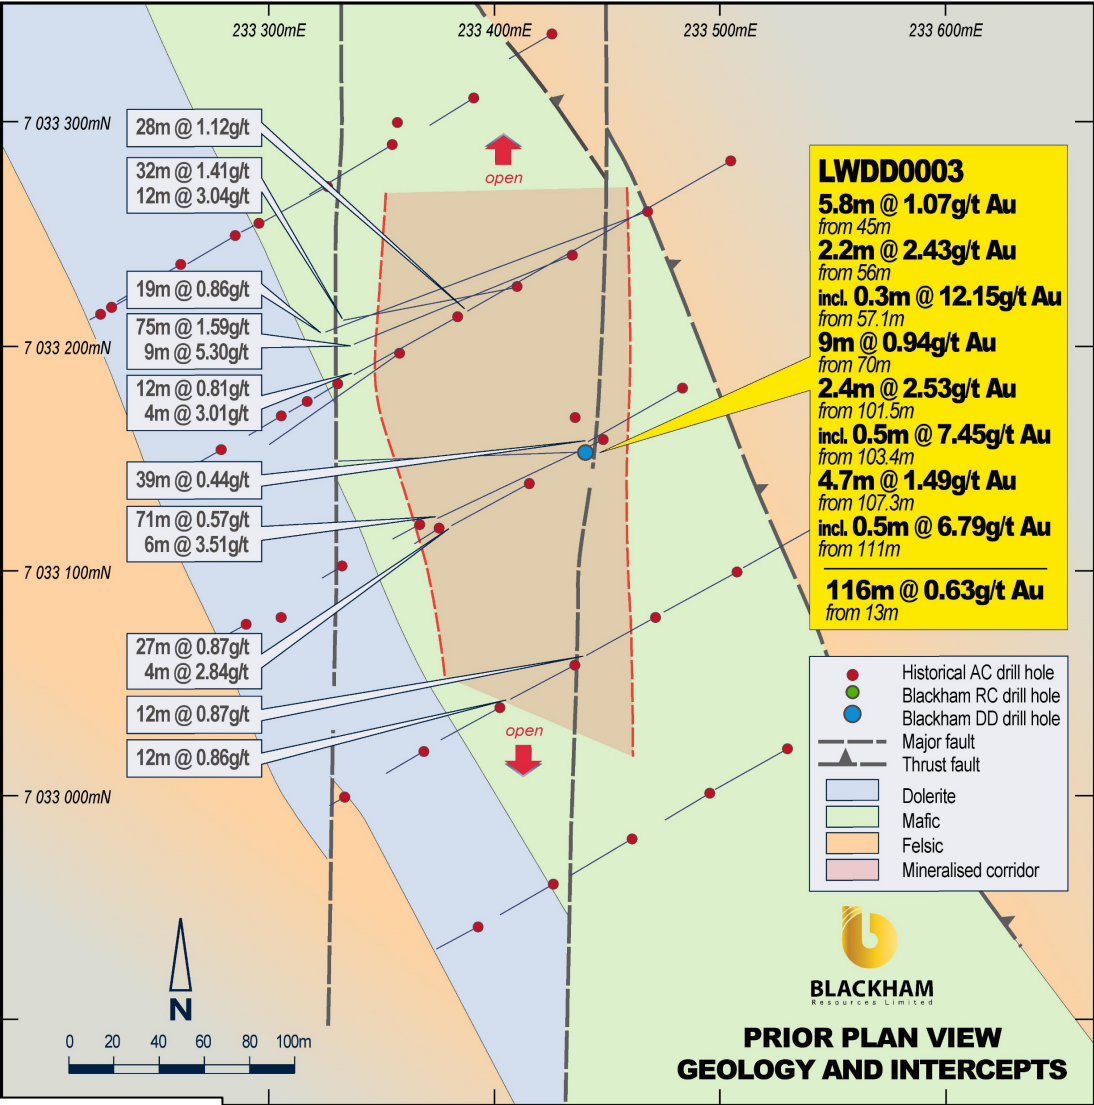 233 300mE
233 400mE
233 500mE
233 600mE
7 033 300mN
7 033 200mN
7 033 100mN
7 033 000mN
28m @ 1.12g/t
32m @ 1.41g/t
12m @ 3.04g/t
19m @ 0.86g/t
75m @ 1.59g/t
9m @ 5.30g/t
12m @ 0.81g/t
4m @ 3.01g/t
39m @ 0.44g/t
71m @ 0.57g/t
6m @ 3.51g/t
27m @ 0.87g/t
4m @ 2.84g/t
12m @ 0.87g/t
12m @ 0.86g/t
open
open
LWDD0003
5.8m @ 1.07g/t Au
from 45m
2.2m @ 2.43g/t Au
from 56m
incl. 0.3m @ 12.15g/t Au
from 57.1m
9m @ 0.94g/t Au
from 70m
2.4m @ 2.53g/t Au
from 101.5m
incl. 0.5m @ 7.45g/t Au
from 103.4m
4.7m @ 1.49g/t Au
from 107.3m
incl. 0.5m @ 6.79g/t Au
from 111m
116m @ 0.63g/t Au
from 13m
Historical AC drill hole
Blackham RC drill hole
Blackham DD drill hole
Major fault
Thrust fault
Dolerite
Mafic
Felsic
Mineralised corridor
N
0 20 40 60 80 100m
BLACKHAM
Resources Limited
PRIOR PLAN VIEW
GEOLOGY AND INTERCEPTS